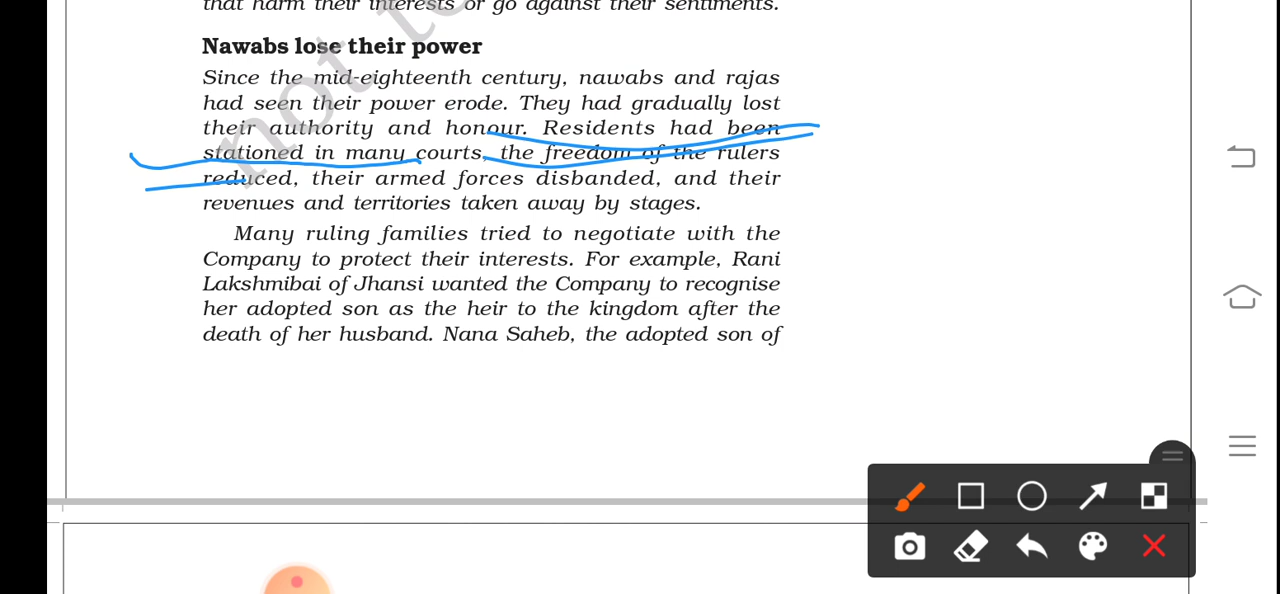 that harm their interests or go against their sentiments.
Nawabs lose their power
Since the mid-eighteenth century, nawabs and rajas
had seen their power erode. They had gradually lost
their authority and honour. Residents had been
stationed in many courts, the freedom of the rulers
reduced, their armed forces disbanded, and their
revenues and territories taken away by stages.
Many ruling families tried to negotiate with the
Company to protect their interests. For example, Rani
Lakshmibai of Jhansi wanted the Company to recognise
her adopted son as the heir to the kingdom after the
death of her husband. Nana Saheb, the adopted son of
not to